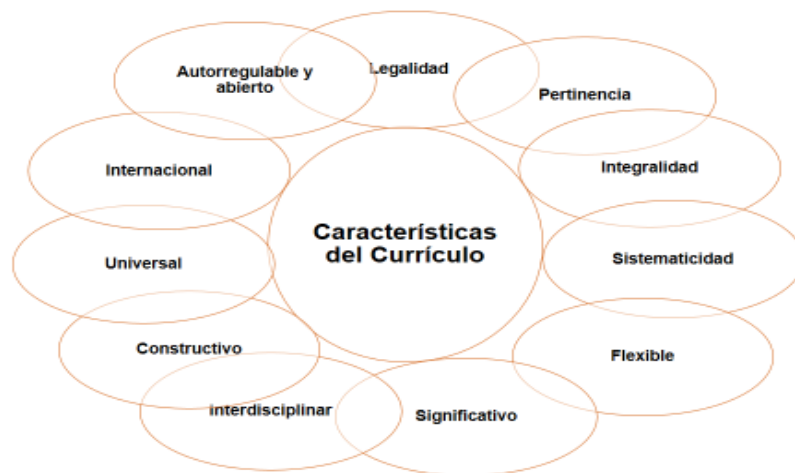 Legalidad
Autorregulable y
abierto
Pertinencia
Internacional
Integralidad
Características
del Currículo
Universal
Sistematicidad
Constructivo
Flexible
interdisciplinar
Significativo